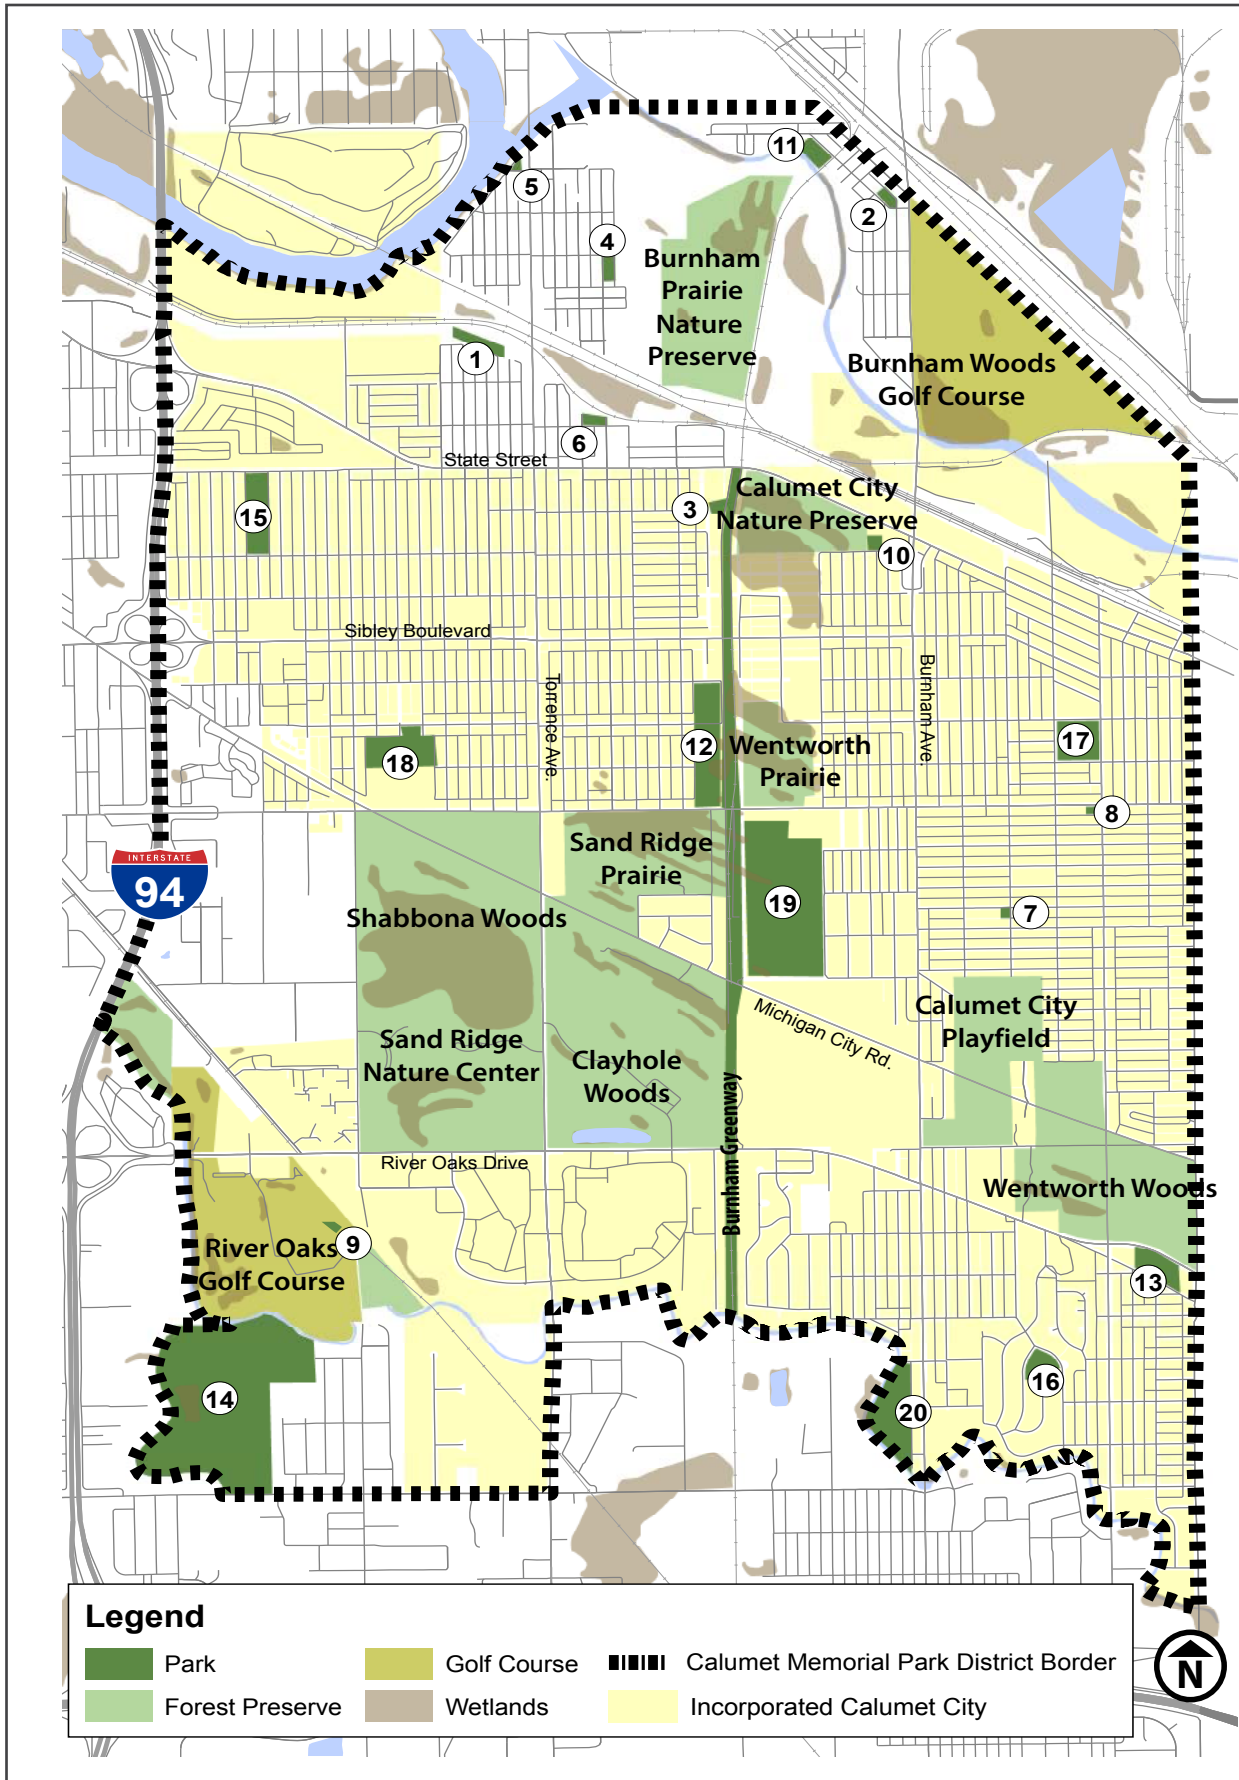 11
5
2
4
Burnham
Prairie
Nature
Preserve
1
Burnham Woods
Golf Course
6
State Street
15
3
Calumet City
Nature Preserve
10
Sibley Boulevard
Torrence Ave.
Burnham Ave.
18
12
Wentworth
Prairie
17
8
Sand Ridge
Prairie
INTERSTATE
94
Shabbona Woods
19
7
Sand Ridge
Nature Center
Clayhole
Woods
Michigan City Rd.
Calumet City
Playfield
Burnham Greenway
River Oaks Drive
Wentworth Woods
9
River Oaks
Golf Course
13
14
16
20
Legend
Park
Golf Course
Calumet Memorial Park District Border
Forest Preserve
Wetlands
Incorporated Calumet City
N